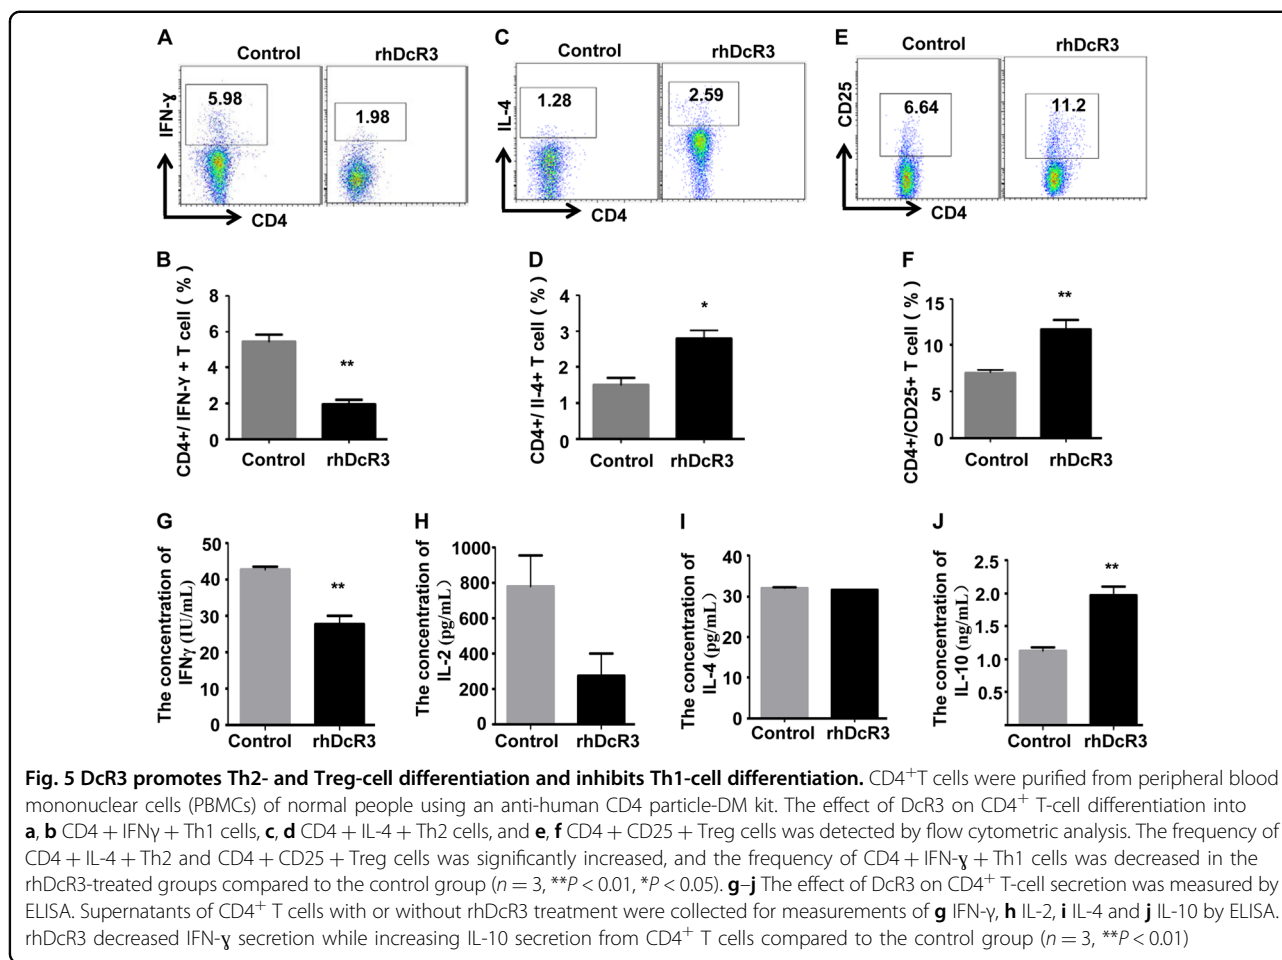 A
Control
rhDcR3
IFN-ɣ
5.98
1.98
CD4
C
Control
rhDcR3
IL-4
1.28
2.59
CD4
E
Control
rhDcR3
CD25
6.64
11.2
CD4
B
CD4+/ IFN-γ + T cell ( % )
8
6
4
2
0
**
Control
rhDcR3
D
CD4+/ Il-4+ T cell ( % )
4
3
2
1
0
*
Control
rhDcR3
F
CD4+/CD25+ T cell ( % )
15
10
5
0
**
Control
rhDcR3
G
The concentration of
IFNγ (IU/mL)
50
40
30
20
10
0
**
Control
rhDcR3
H
The concentration of
IL-2 (pg/mL)
1000
800
600
400
200
0
Control
rhDcR3
I
The concentration of
IL-4 (pg/mL)
40
30
20
10
0
Control
rhDcR3
J
The concentration of
IL-10 (ng/mL)
2.5
2.0
1.5
1.0
0.5
**
Control
rhDcR3
Fig. 5 DcR3 promotes Th2- and Treg-cell differentiation and inhibits Th1-cell differentiation. CD4⁺T cells were purified from peripheral blood
mononuclear cells (PBMCs) of normal people using an anti-human CD4 particle-DM kit. The effect of DcR3 on CD4⁺ T-cell differentiation into
a, b CD4 + IFNγ + Th1 cells, c, d CD4 + IL-4 + Th2 cells, and e, f CD4 + CD25 + Treg cells was detected by flow cytometric analysis. The frequency of
CD4 + IL-4 + Th2 and CD4 + CD25 + Treg cells was significantly increased, and the frequency of CD4 + IFN-ɣ + Th1 cells was decreased in the
rhDcR3-treated groups compared to the control group (n = 3, **P < 0.01, *P < 0.05). g–j The effect of DcR3 on CD4⁺ T-cell secretion was measured by
ELISA. Supernatants of CD4⁺ T cells with or without rhDcR3 treatment were collected for measurements of g IFN-γ, h IL-2, i IL-4 and j IL-10 by ELISA.
rhDcR3 decreased IFN-ɣ secretion while increasing IL-10 secretion from CD4⁺ T cells compared to the control group (n = 3, **P < 0.01)